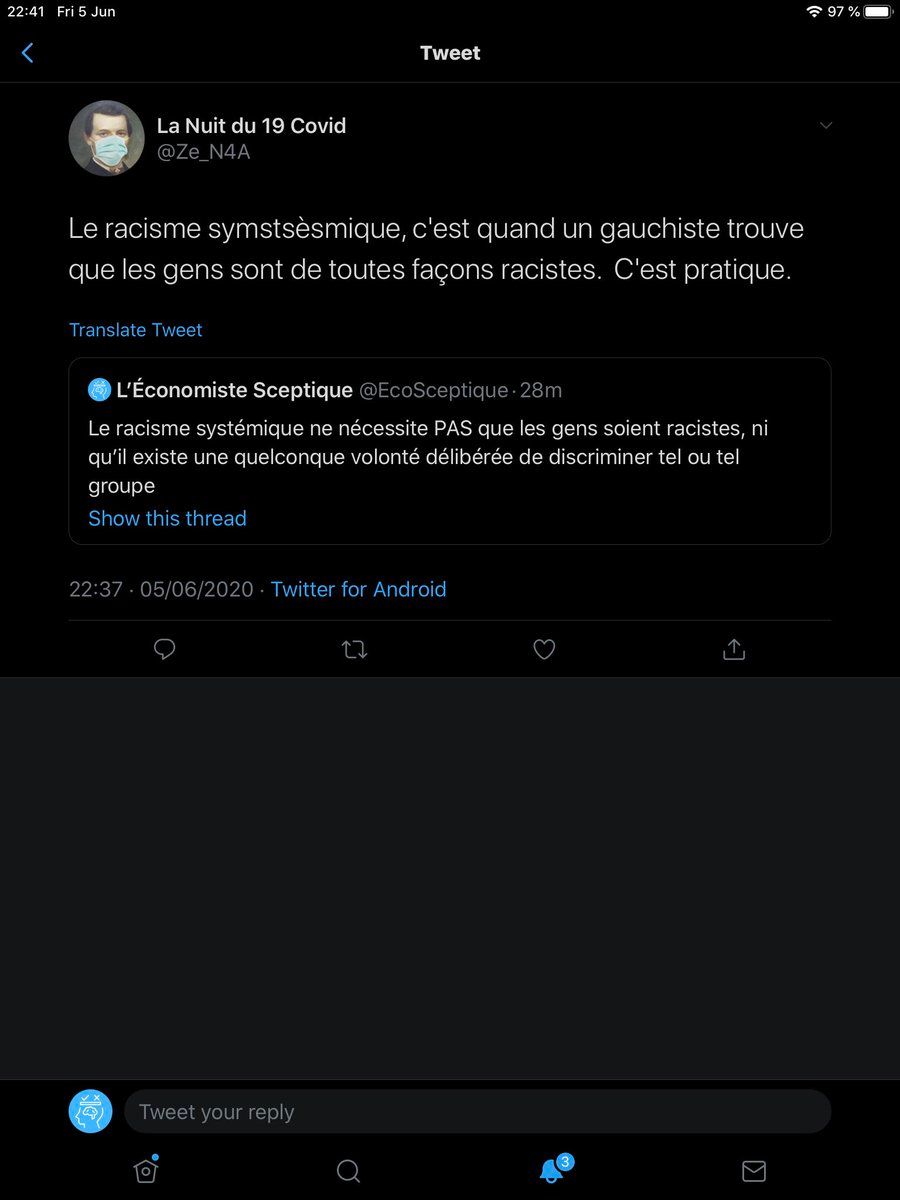 22:41 Fri 5 Jun 97 %
Tweet
La Nuit du 19 Covid
@Ze_N4A
Le racisme symstsèsmique, c'est quand un gauchiste trouve
que les gens sont de toutes façons racistes.  C'est pratique.
Translate Tweet
L'Économiste Sceptique @EcoSceptique · 28m
Le racisme systémique ne nécessite PAS que les gens soient racistes, ni
qu'il existe une quelconque volonté délibérée de discriminer tel ou tel
groupe
Show this thread
22:37 · 05/06/2020 · Twitter for Android
Tweet your reply
3